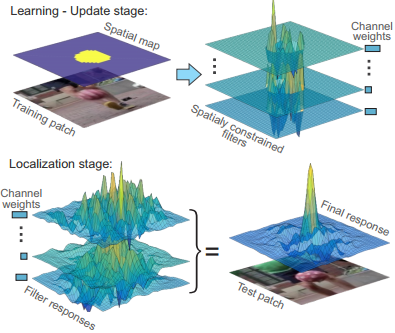 Learning - Update stage:
Spatial map
Training patch
Channel
weights
Spatialy constrained
filters
Localization stage:
Channel
weights
Filter responses
=
Final response
Test patch